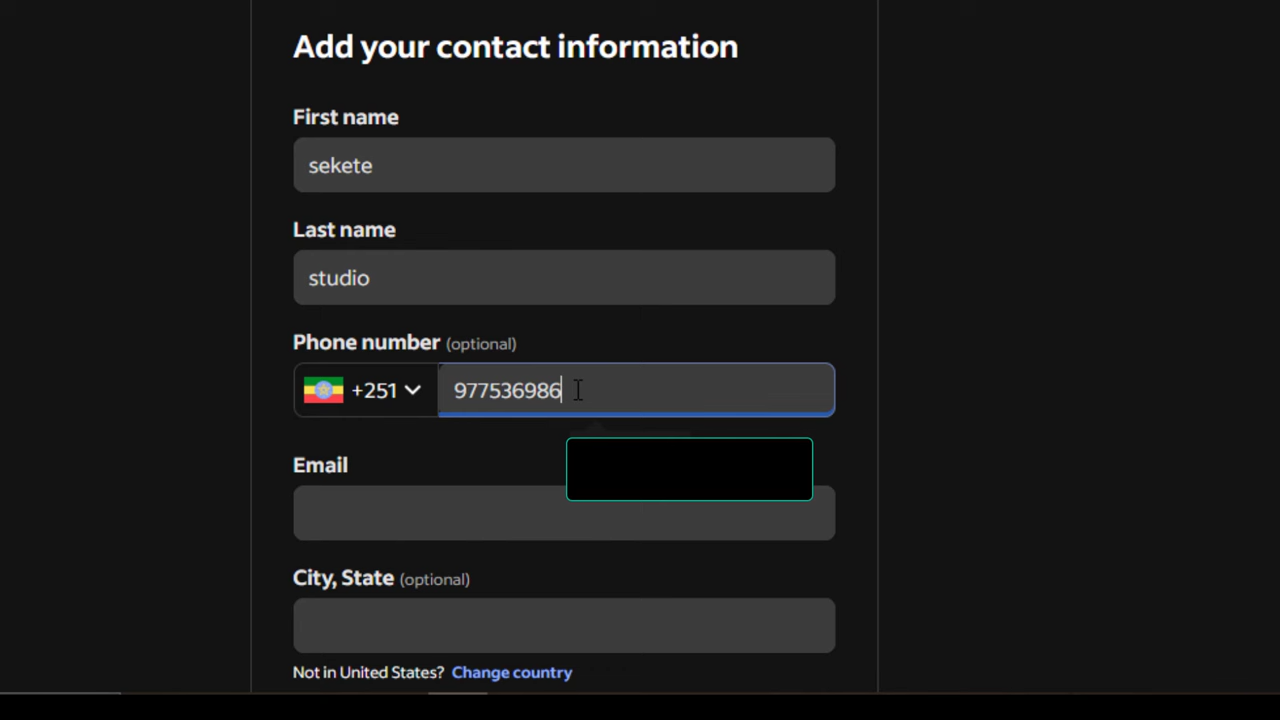 Add your contact information
First name
sekete
Last name
studio
Phone number (optional)
+251 977536986
Email
City, State (optional)
Not in United States? Change country